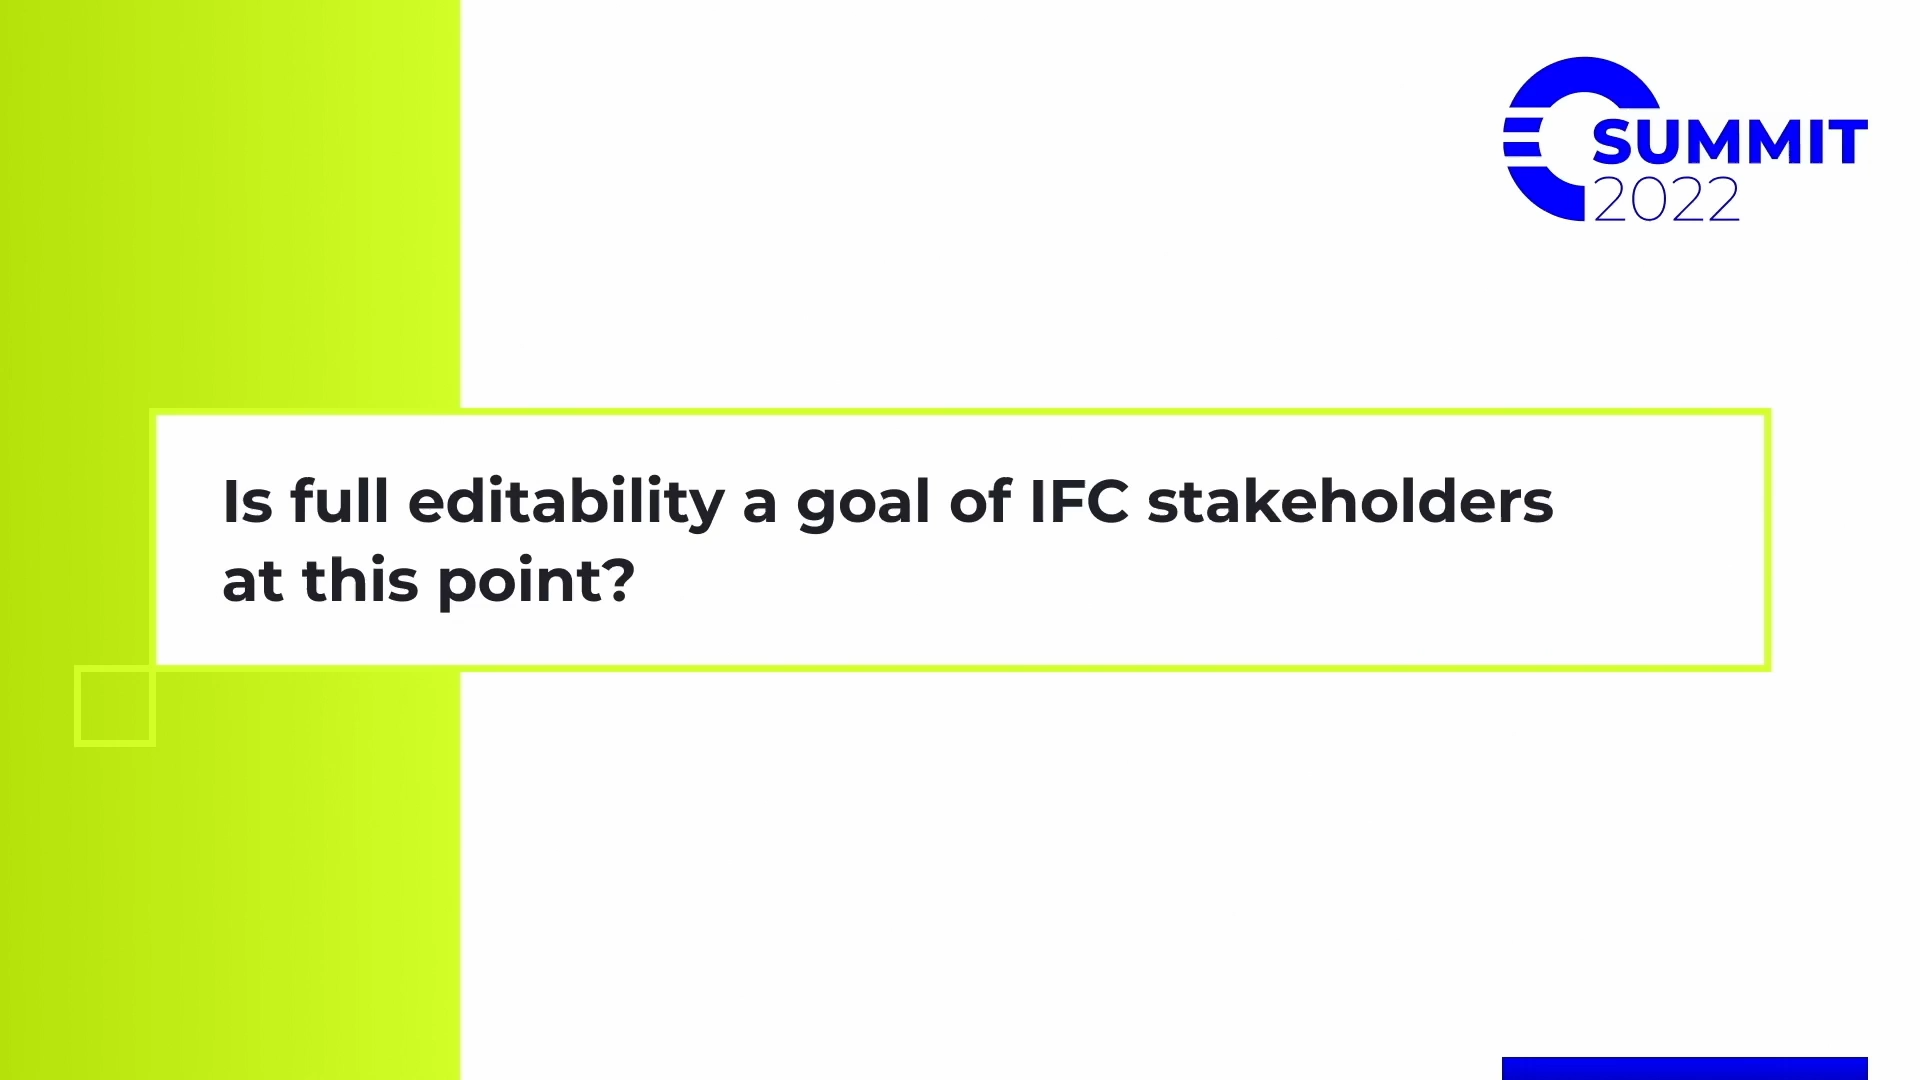 SUMMIT
2022
Is full editability a goal of IFC stakeholders
at this point?